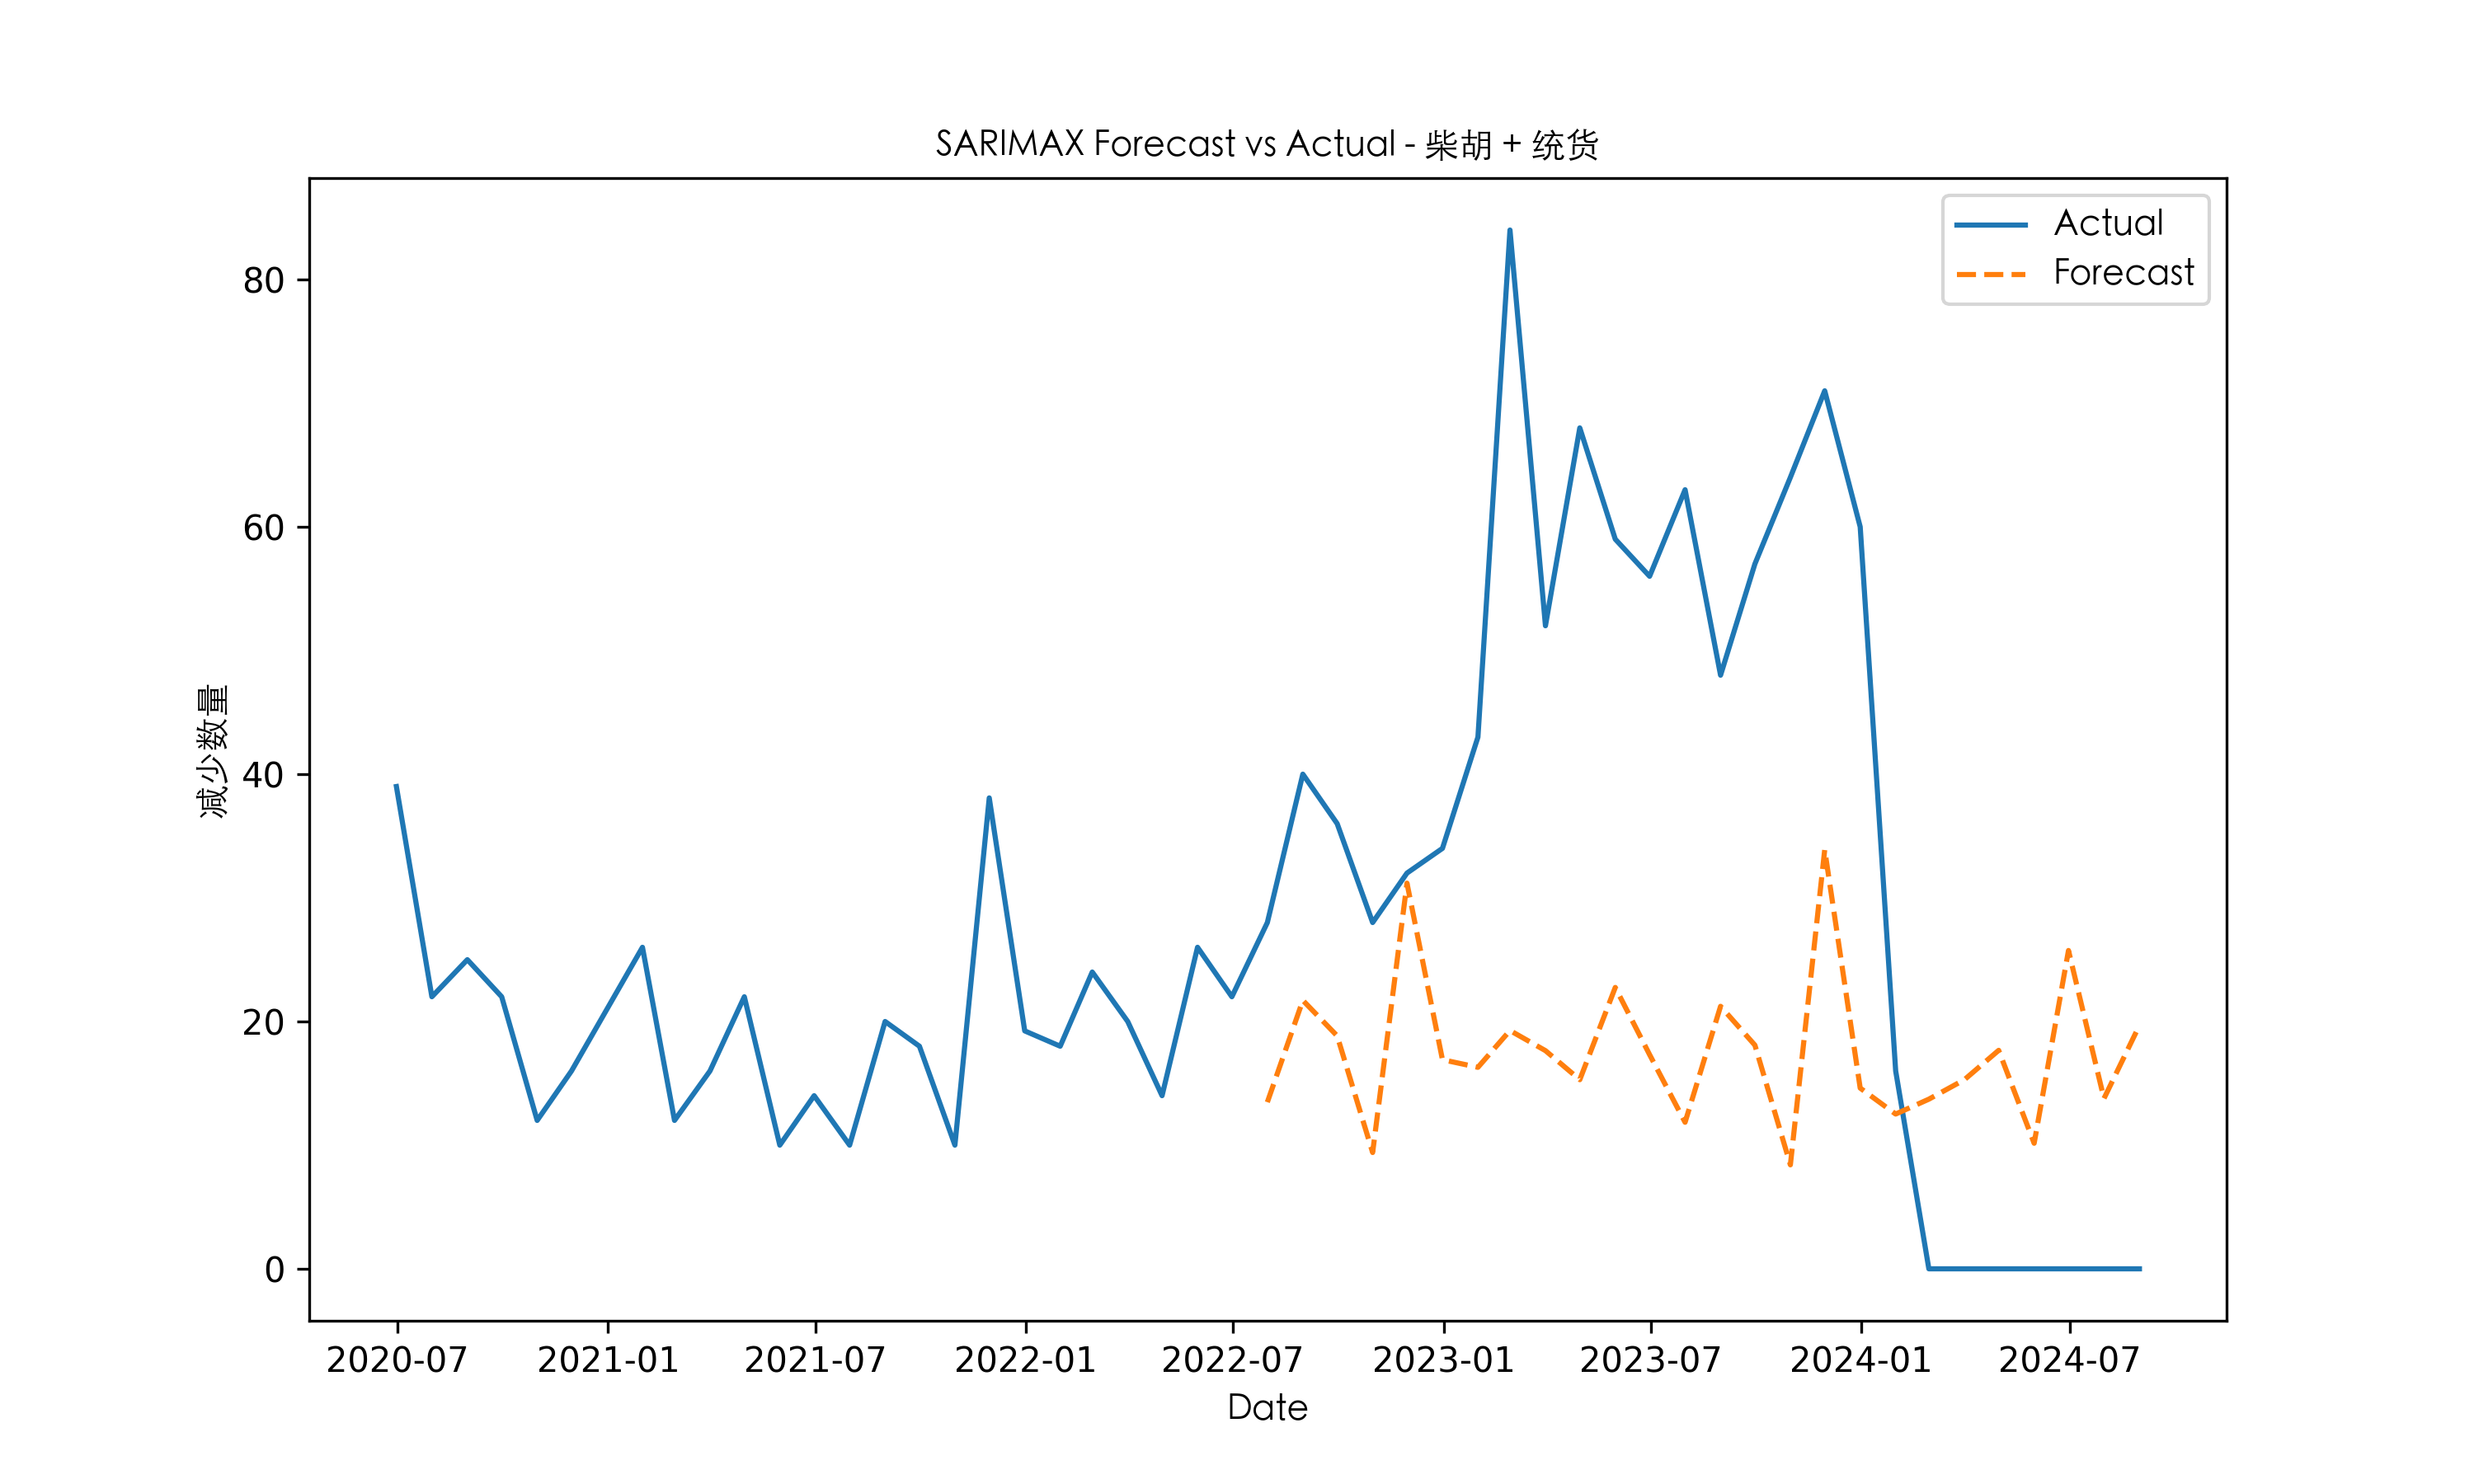 SARIMAX Forecast vs Actual - 柴胡 + 统货
Actual
Forecast
减少数量
80
60
40
20
0
2020-07 2021-01 2021-07 2022-01 2022-07 2023-01 2023-07 2024-01 2024-07
Date